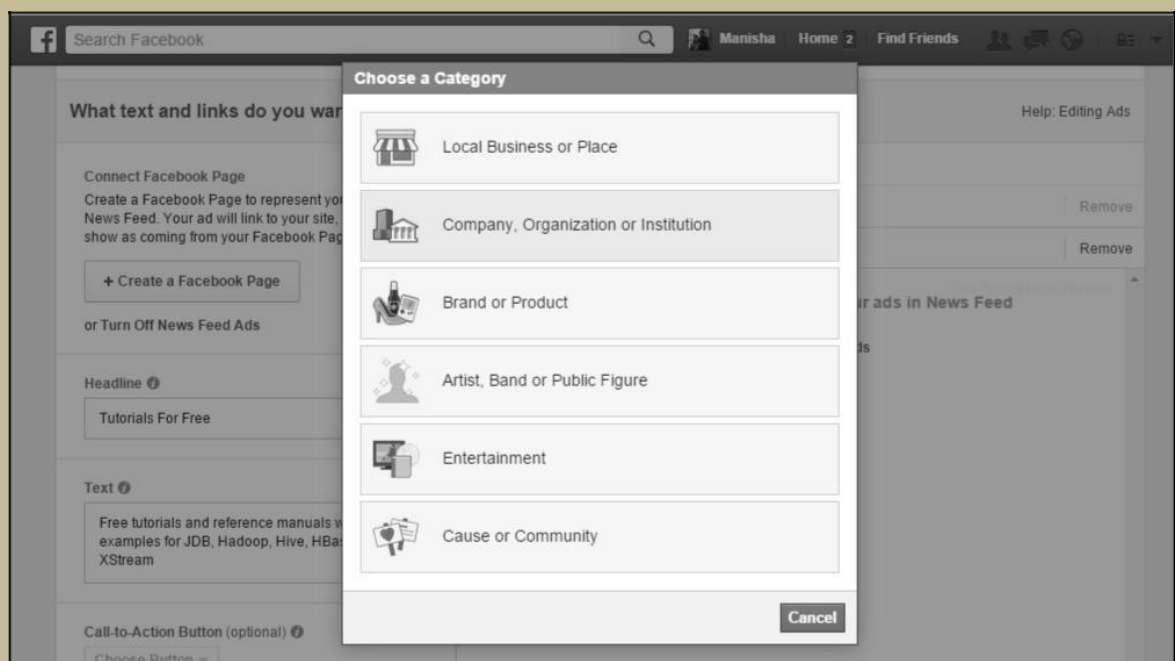 f
Search Facebook
Manisha Home 2 Find Friends
Choose a Category
What text and links do you war
Help: Editing Ads
Local Business or Place
Connect Facebook Page
Create a Facebook Page to represent you
News Feed. Your ad will link to your site,
show as coming from your Facebook Pag
+ Create a Facebook Page
or Turn Off News Feed Ads
Company, Organization or Institution
Remove
Remove
Brand or Product
ur ads in News Feed
ds
Headline
Tutorials For Free
Artist, Band or Public Figure
Entertainment
Text
Free tutorials and reference manuals w
examples for JDB, Hadoop, Hive, HBas
XStream
Cause or Community
Cancel
Call-to-Action Button (optional)
Choose Button